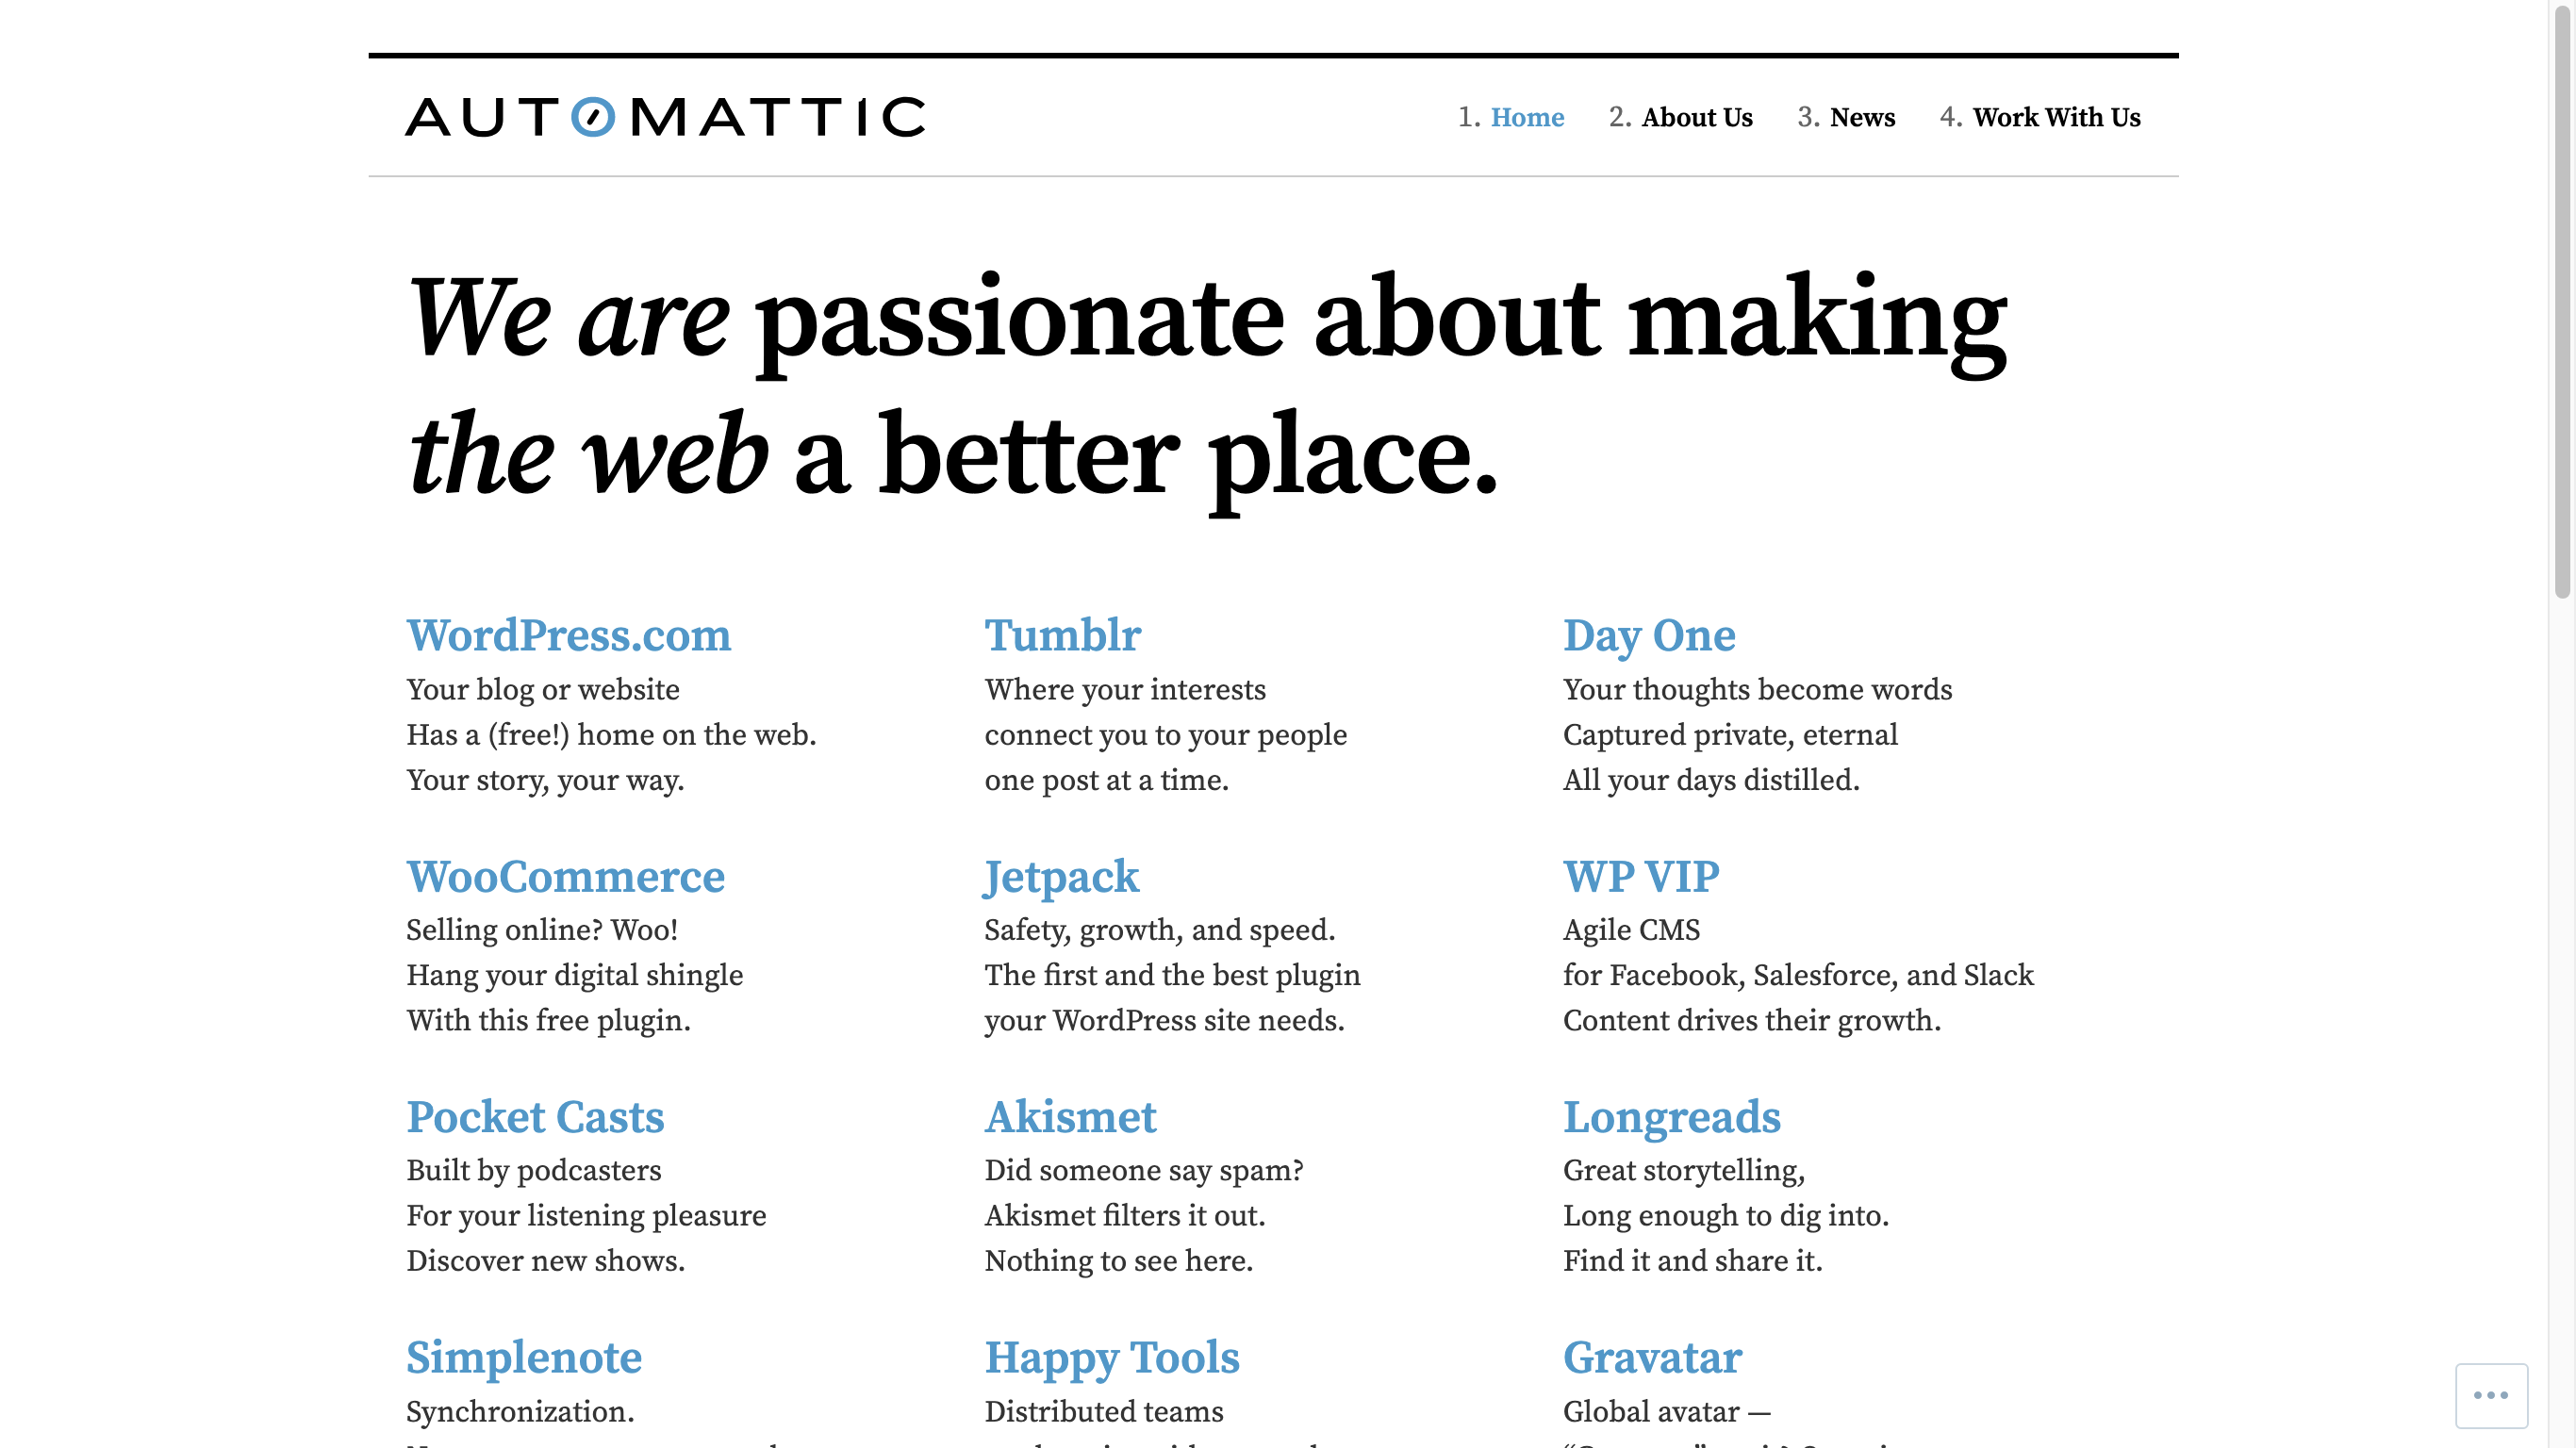 AUTOMATTIC
1. Home 2. About Us 3. News 4. Work With Us
We are passionate about making
the web a better place.
WordPress.com
Your blog or website
Has a (free!) home on the web.
Your story, your way.
Tumblr
Where your interests
connect you to your people
one post at a time.
Day One
Your thoughts become words
Captured private, eternal
All your days distilled.
WooCommerce
Selling online? Woo!
Hang your digital shingle
With this free plugin.
Jetpack
Safety, growth, and speed.
The first and the best plugin
your WordPress site needs.
WP VIP
Agile CMS
for Facebook, Salesforce, and Slack
Content drives their growth.
Pocket Casts
Built by podcasters
For your listening pleasure
Discover new shows.
Akismet
Did someone say spam?
Akismet filters it out.
Nothing to see here.
Longreads
Great storytelling,
Long enough to dig into.
Find it and share it.
Simplenote
Synchronization.
Happy Tools
Distributed teams
Gravatar
Global avatar —